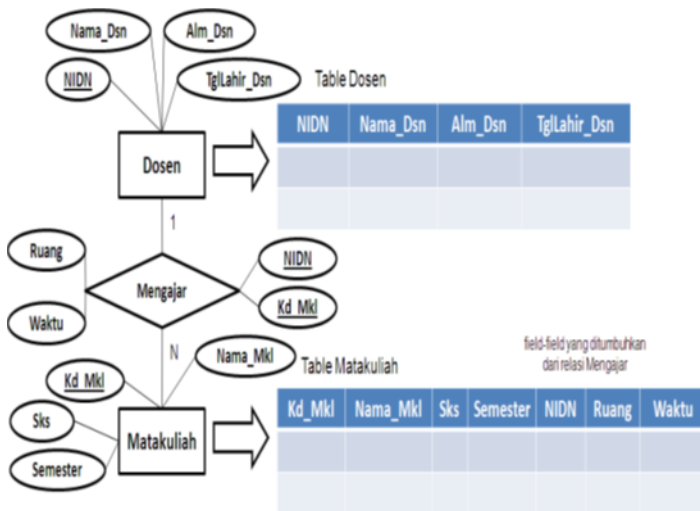 Nama_Dsn
Alm_Dsn
NIDN
TglLahir_Dsn
Table Dosen
NIDN Nama_Dsn Alm_Dsn TglLahir_Dsn
Dosen
1
Ruang
NIDN
Mengajar
Kd_Mkl
Waktu
N
Nama_Mkl
field-field yang ditumbuhkan
dari relasi Mengajar
Kd_Mkl
Table Matakuliah
Kd_Mkl Nama_Mkl Sks Semester NIDN Ruang Waktu
Sks
Matakuliah
Semester